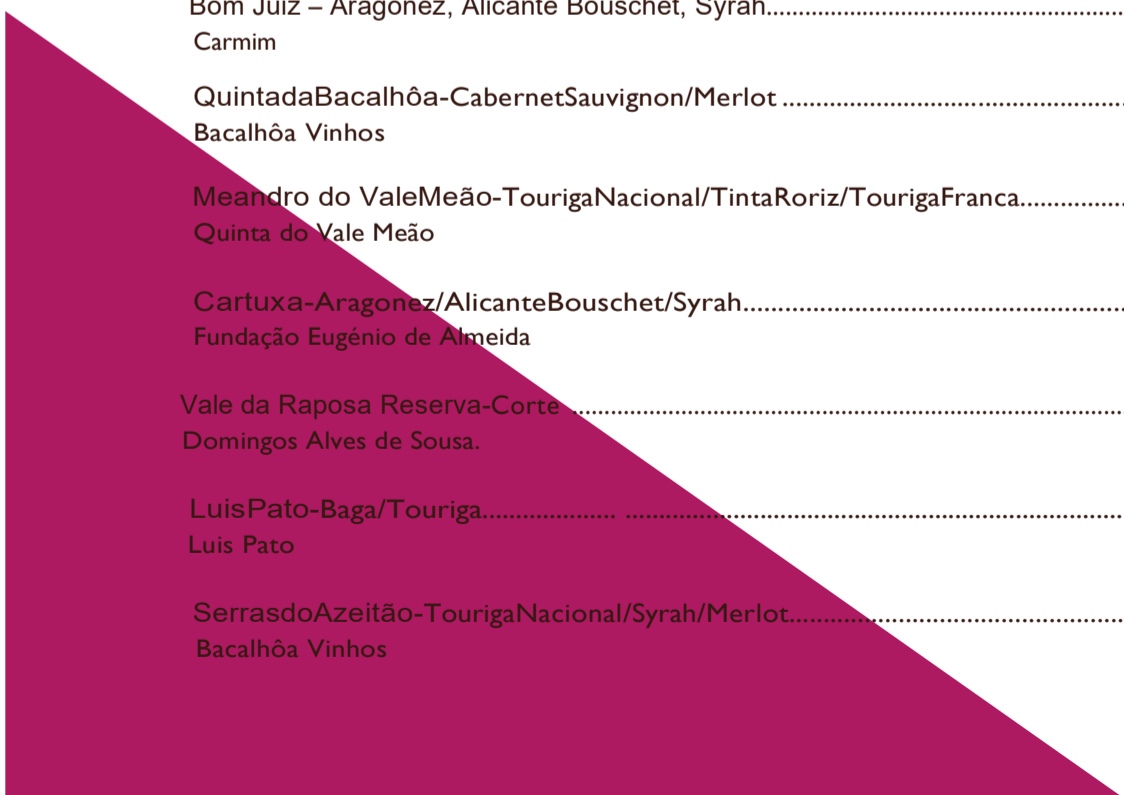 Bom Juiz – Aragonez, Alicante Bouschet, Syrah..........................................................
Carmim
QuintadaBacalhôa-CabernetSauvignon/Merlot .......................................................
Bacalhôa Vinhos
Meandro do ValeMeão-TourigaNacional/TintaRoriz/TourigaFranca.................
Quinta do Vale Meão
Cartuxa-Aragonez/AlicanteBouschet/Syrah.............................................................
Fundação Eugénio de Almeida
Vale da Raposa Reserva-Corte ........................................................................................
Domingos Alves de Sousa.
LuisPato-Baga/Touriga..................... ................................................................................
Luis Pato
SerrasdoAzeitão-TourigaNacional/Syrah/Merlot.....................................................
Bacalhôa Vinhos